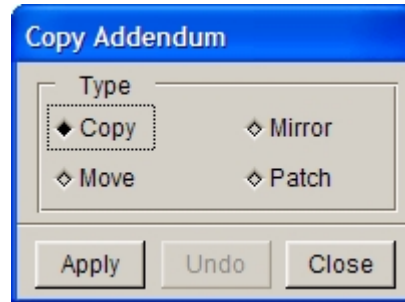 Copy Addendum
Type
Copy Mirror
Move Patch
Apply Undo Close